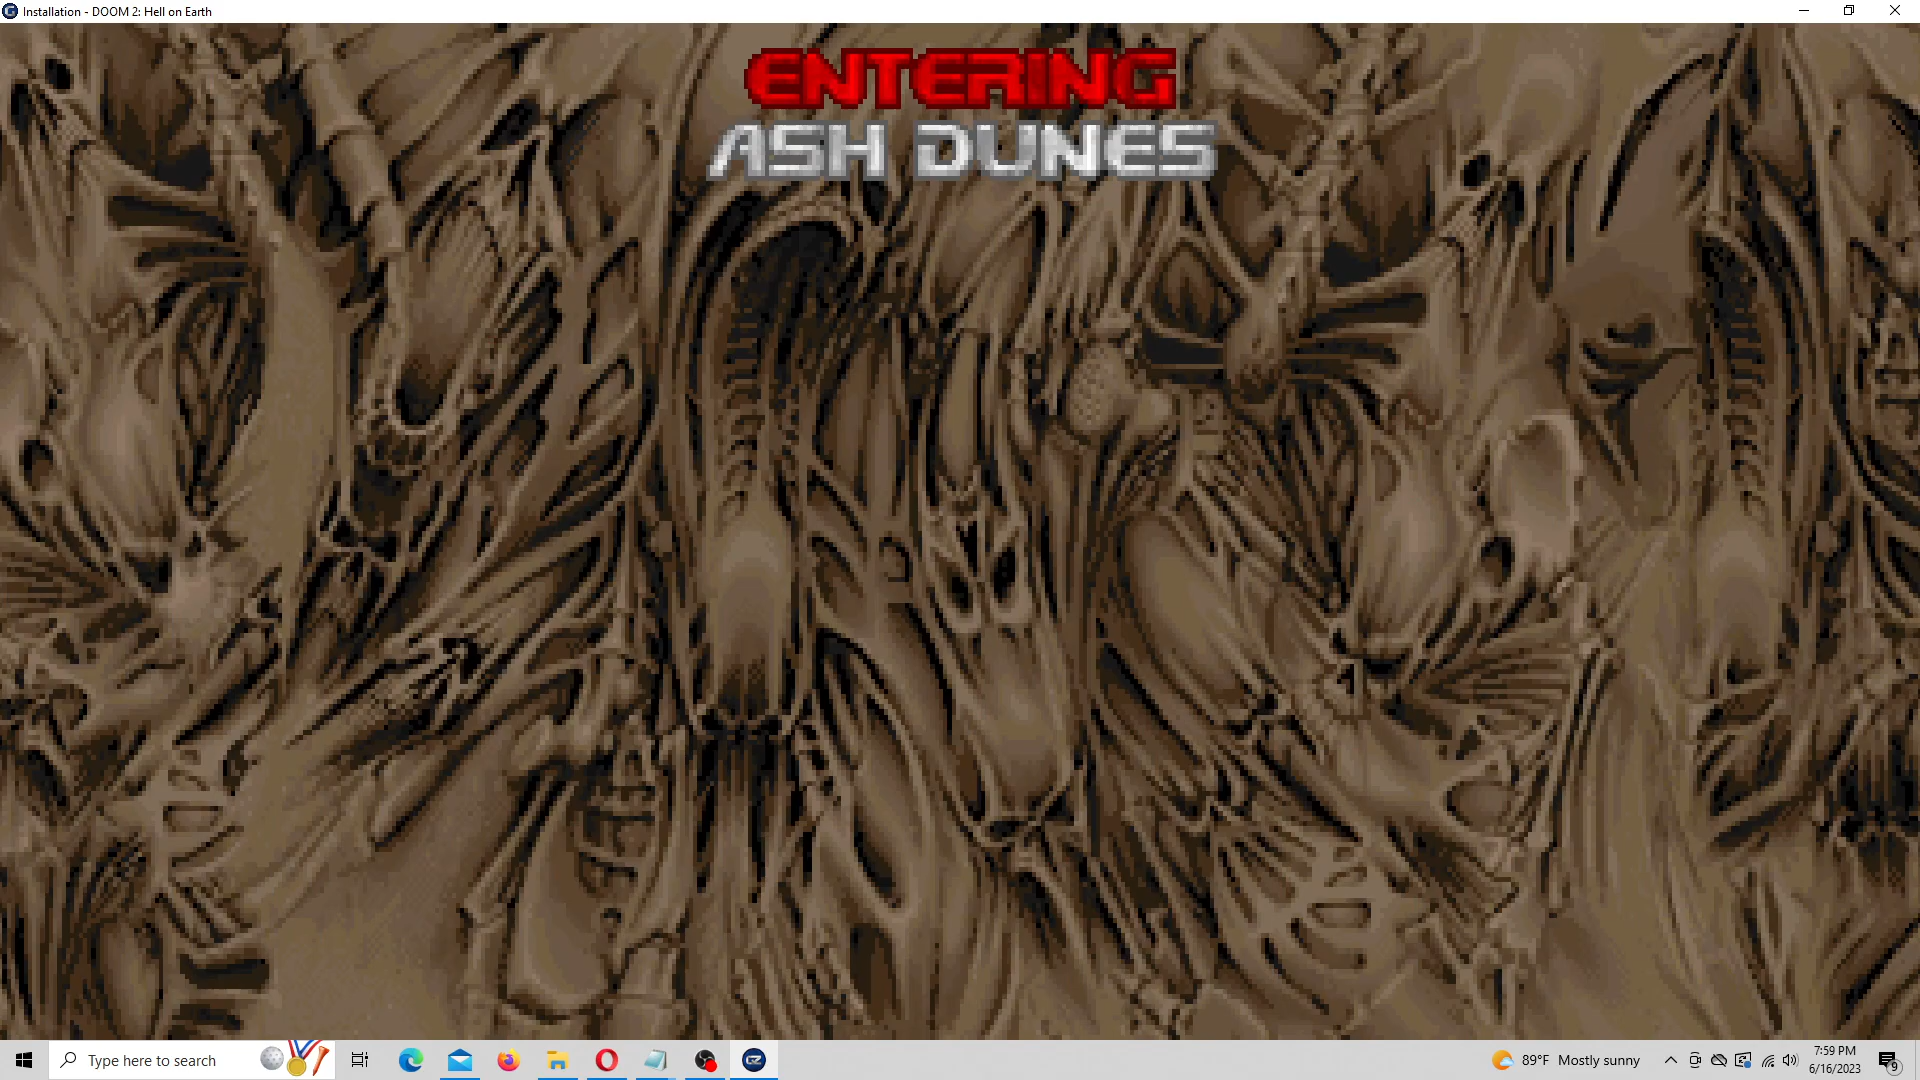 Installation - DOOM 2: Hell on Earth
ENTERING
ASH DUNES
Type here to search
89°F Mostly sunny
7:59 PM
6/16/2023
9